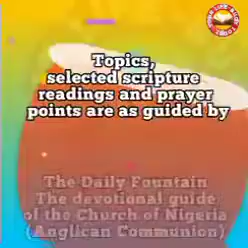 Topics,
selected scripture
readings and prayer
points are as guided by
The Daily Fountain
The devotional guide
of the Church of Nigeria
(Anglican Communion)